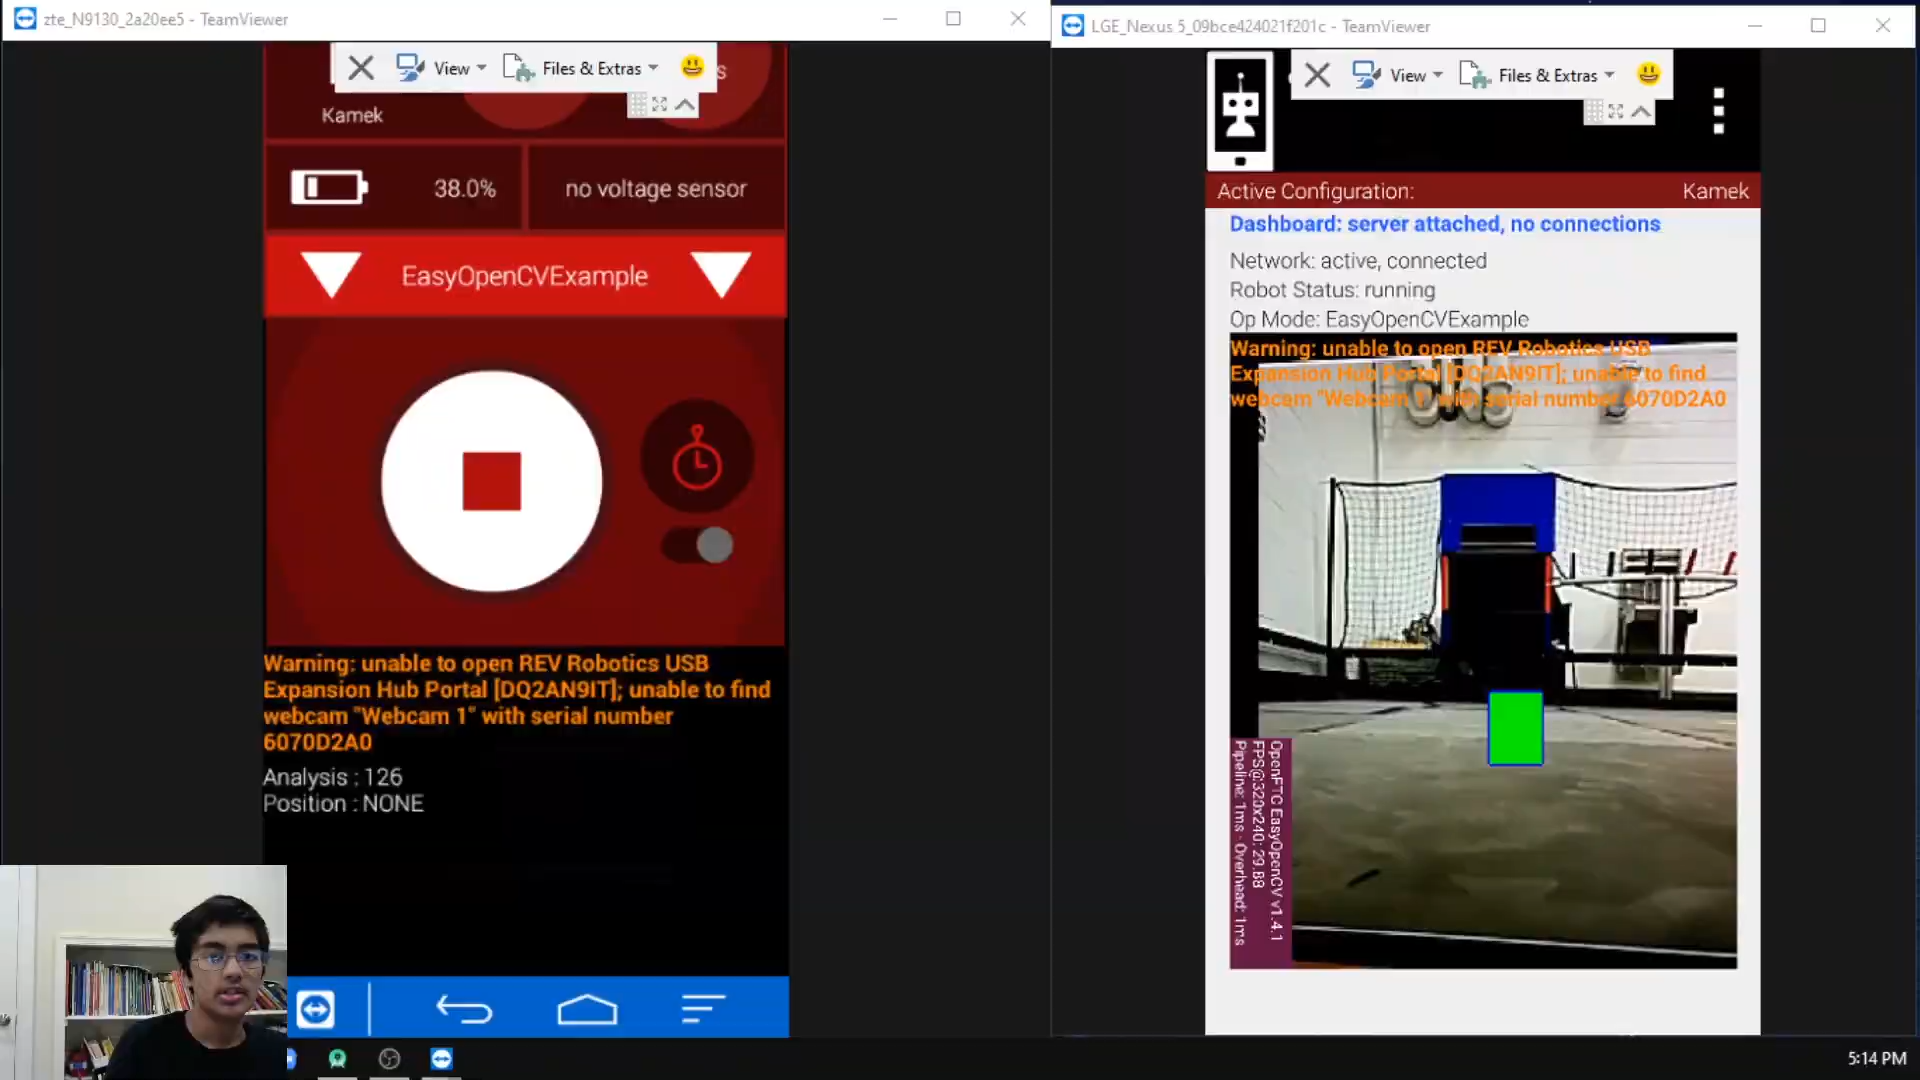 zte_N9130_2a20ee5 - TeamViewer
View
Files & Extras
s
Kamek
38.0%
no voltage sensor
EasyOpenCVExample
Warning: unable to open REV Robotics USB
Expansion Hub Portal [DQ2AN9IT]; unable to find
webcam "Webcam 1" with serial number
6070D2A0
Analysis : 126
Position : NONE
LGE_Nexus 5_09bce424021f201c - TeamViewer
View
Files & Extras
Active Configuration:
Kamek
Dashboard: server attached, no connections
Network: active, connected
Robot Status: running
Op Mode: EasyOpenCVExample
Warning: unable to open REV Robotics USB
Expansion Hub Portal [DQ2AN9IT]; unable to find
webcam "Webcam 1" with serial number 6070D2A0
OpenFTC EasyOpenCV v1.4.1
FPS@320x240: 29.88
Pipeline: 1ms - Overhead: 1ms
5:14 PM